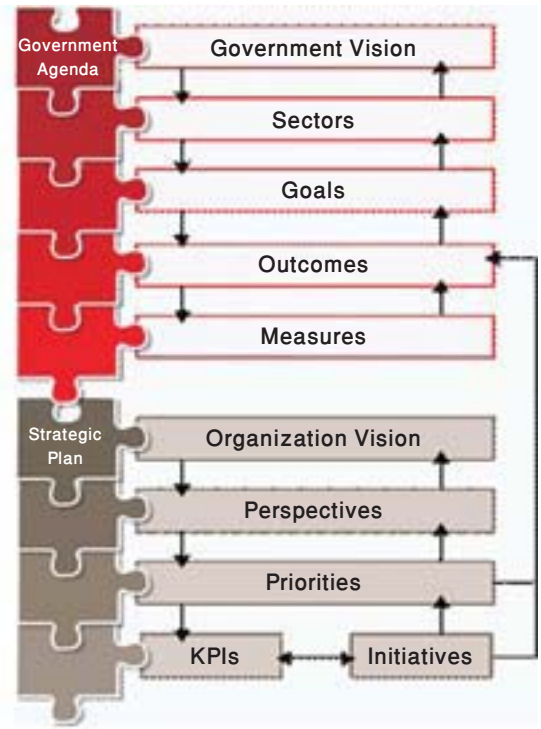 Government
Agenda
Government Vision
Sectors
Goals
Outcomes
Measures
Strategic
Plan
Organization Vision
Perspectives
Priorities
KPIs
Initiatives